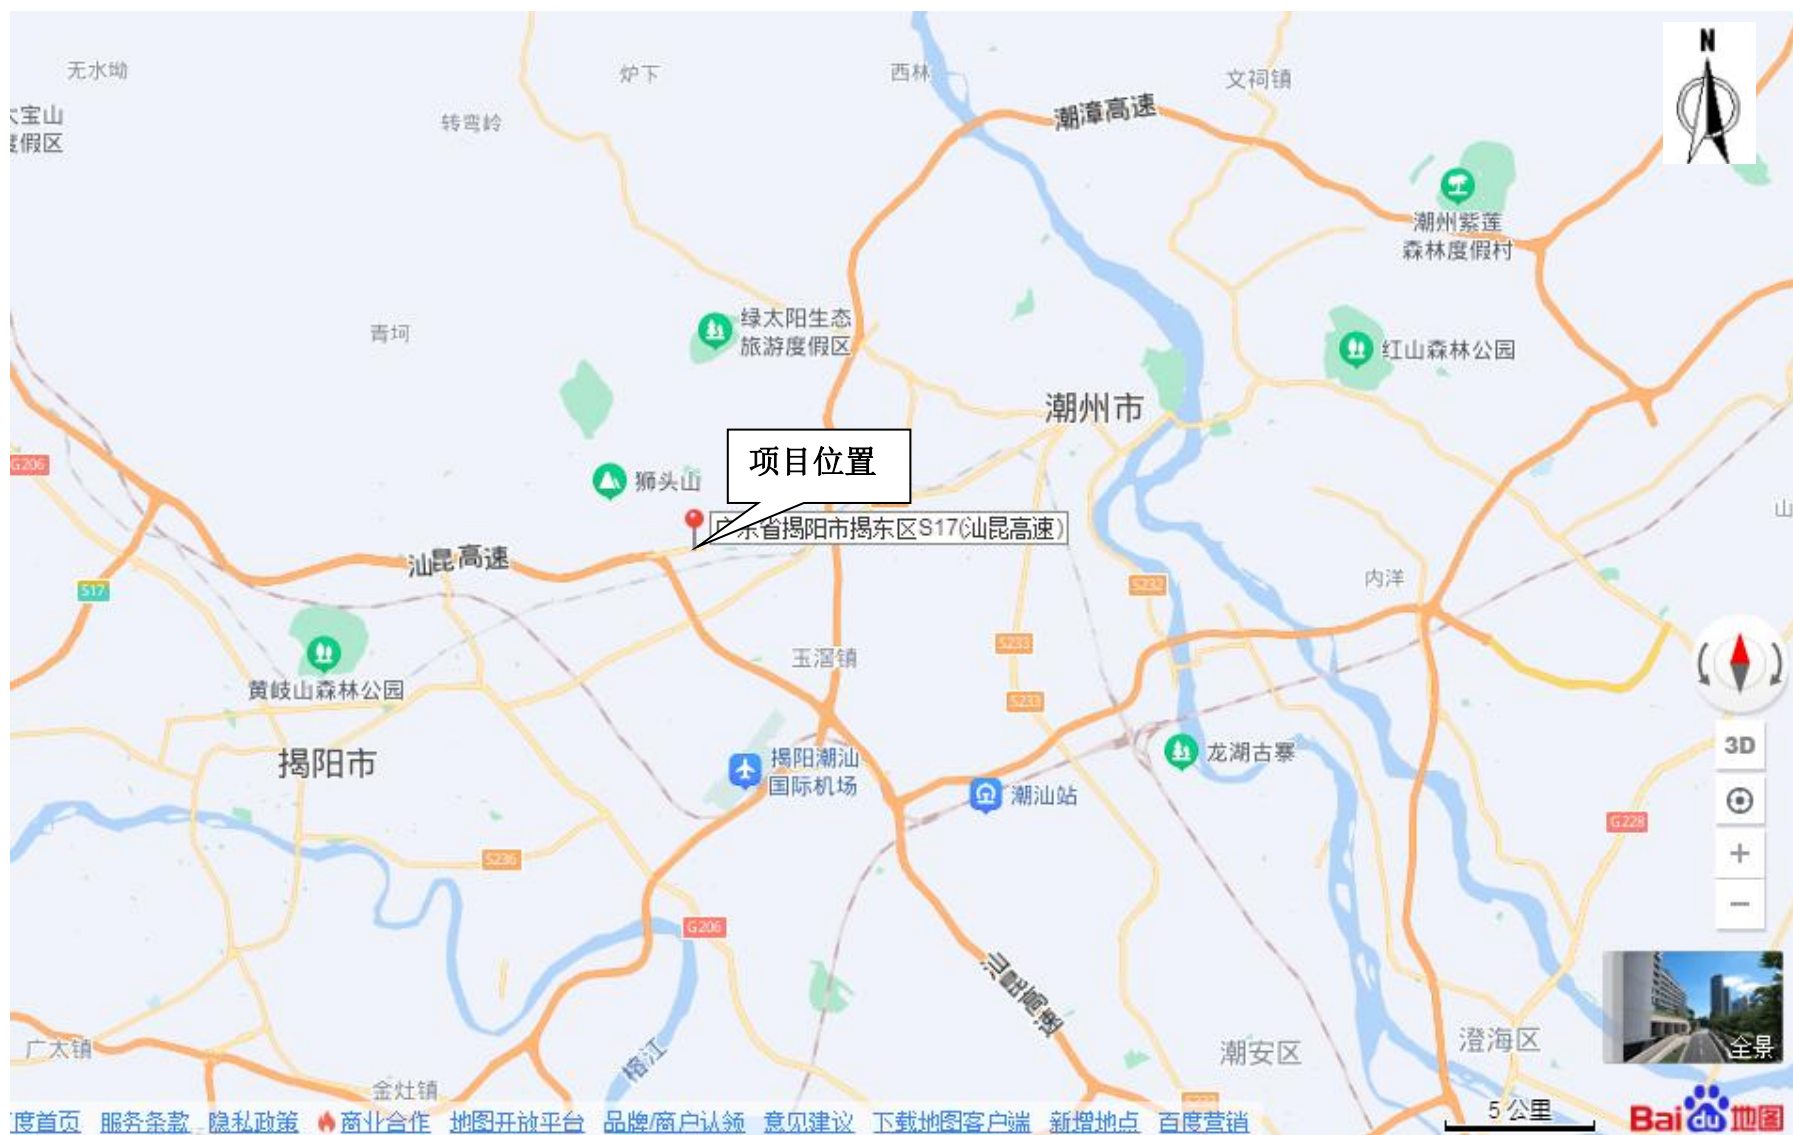 N
无水坳
炉下
西林
文祠镇
宝山
假区
转弯岭
潮漳高速
潮州紫莲
森林度假村
绿太阳生态
旅游度假区
青坷
红山森林公园
潮州市
项目位置
G206
狮头山
广东省揭阳市揭东区S17(汕昆高速)
汕昆高速
S17
S232
内洋
山
S233
玉滘镇
黄岐山森林公园
S233
揭阳市
揭阳潮汕
国际机场
潮汕站
龙湖古寨
3D
G228
S236
G206
汕昆高速
榕江
广太镇
金灶镇
潮安区
澄海区
全景
5公里
度首页 服务条款 隐私政策 商业合作 地图开放平台 品牌/商户认领 意见建议 下载地图客户端 新增地点 百度营销
Bai du 地图